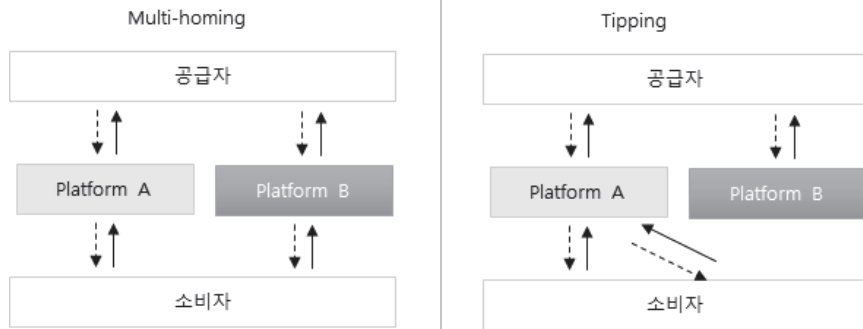 Multi-homing
공급자
Platform A
Platform B
소비자
Tipping
공급자
Platform A
Platform B
소비자